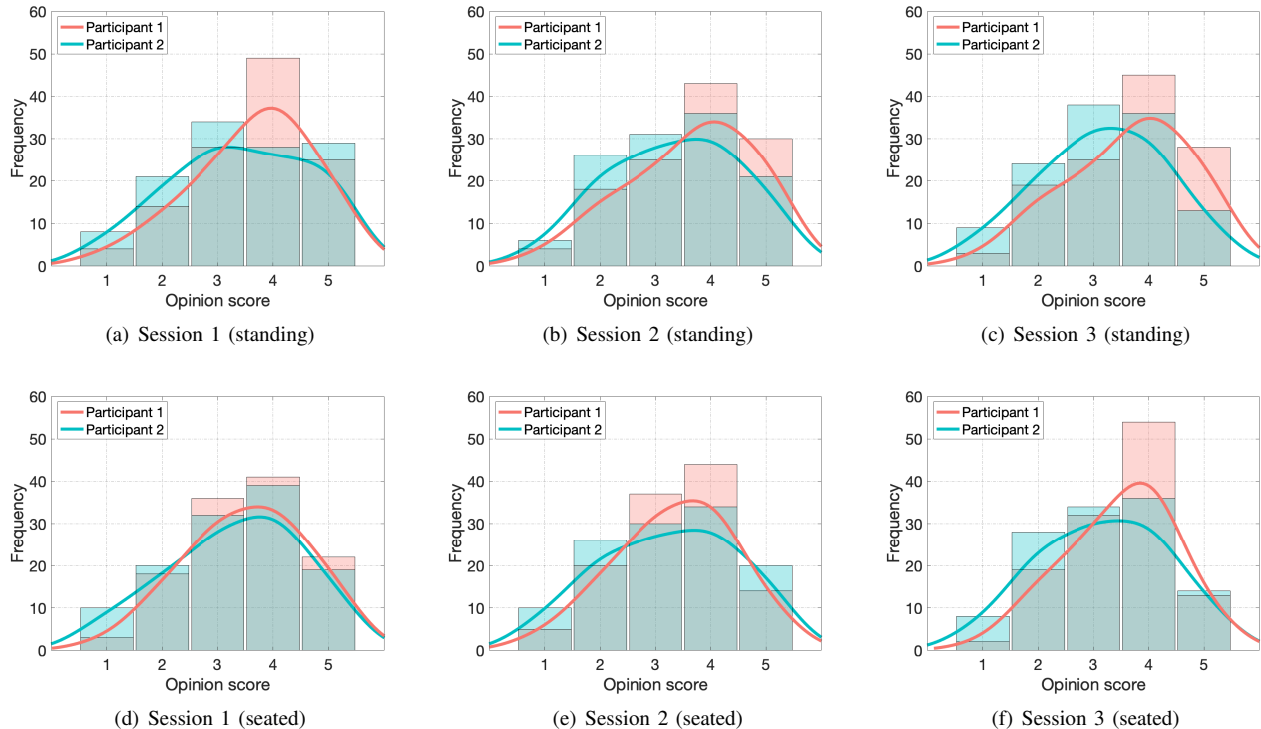 60
50
40
30
20
10
0
Frequency
Participant 1
Participant 2
1 2 3 4 5
Opinion score
(a) Session 1 (standing)
60
50
40
30
20
10
0
Frequency
Participant 1
Participant 2
1 2 3 4 5
Opinion score
(b) Session 2 (standing)
60
50
40
30
20
10
0
Frequency
Participant 1
Participant 2
1 2 3 4 5
Opinion score
(c) Session 3 (standing)
60
50
40
30
20
10
0
Frequency
Participant 1
Participant 2
1 2 3 4 5
Opinion score
(d) Session 1 (seated)
60
50
40
30
20
10
0
Frequency
Participant 1
Participant 2
1 2 3 4 5
Opinion score
(e) Session 2 (seated)
60
50
40
30
20
10
0
Frequency
Participant 1
Participant 2
1 2 3 4 5
Opinion score
(f) Session 3 (seated)